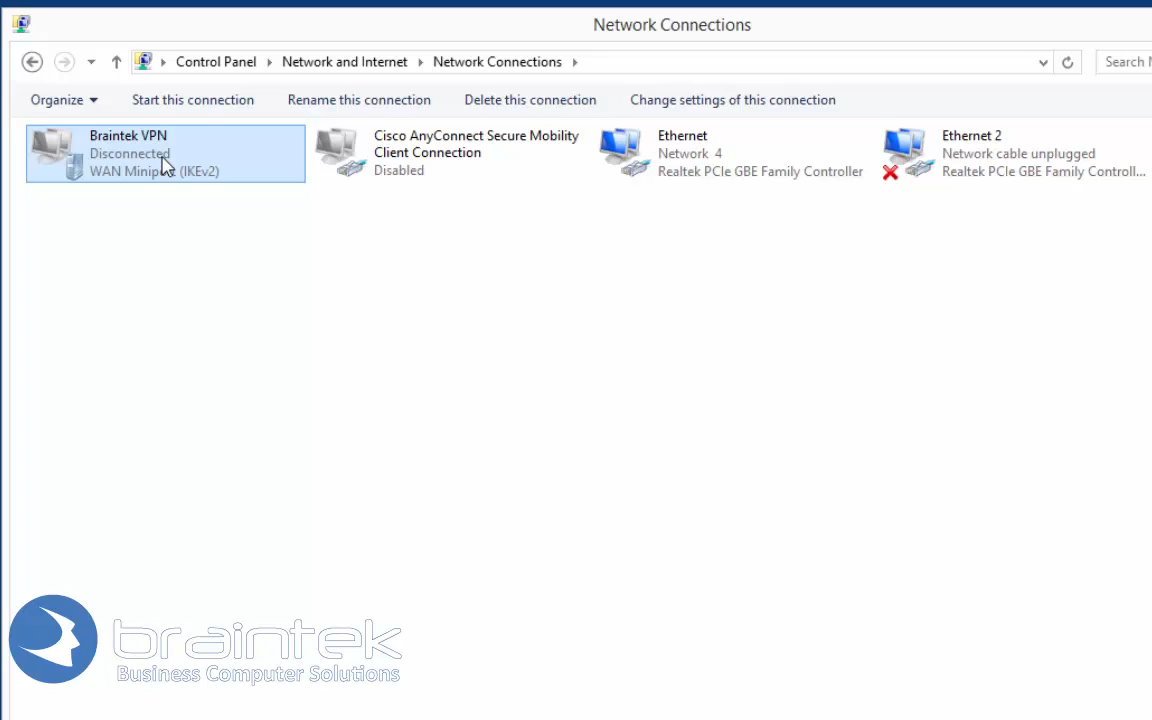 Network Connections
Control Panel Network and Internet Network Connections
Search
Organize Start this connection Rename this connection Delete this connection Change settings of this connection
Braintek VPN
Disconnected
WAN Miniport (IKEv2)
Cisco AnyConnect Secure Mobility
Client Connection
Disabled
Ethernet
Network 4
Realtek PCIe GBE Family Controller
Ethernet 2
Network cable unplugged
Realtek PCIe GBE Family Controll...
braintek
Business Computer Solutions